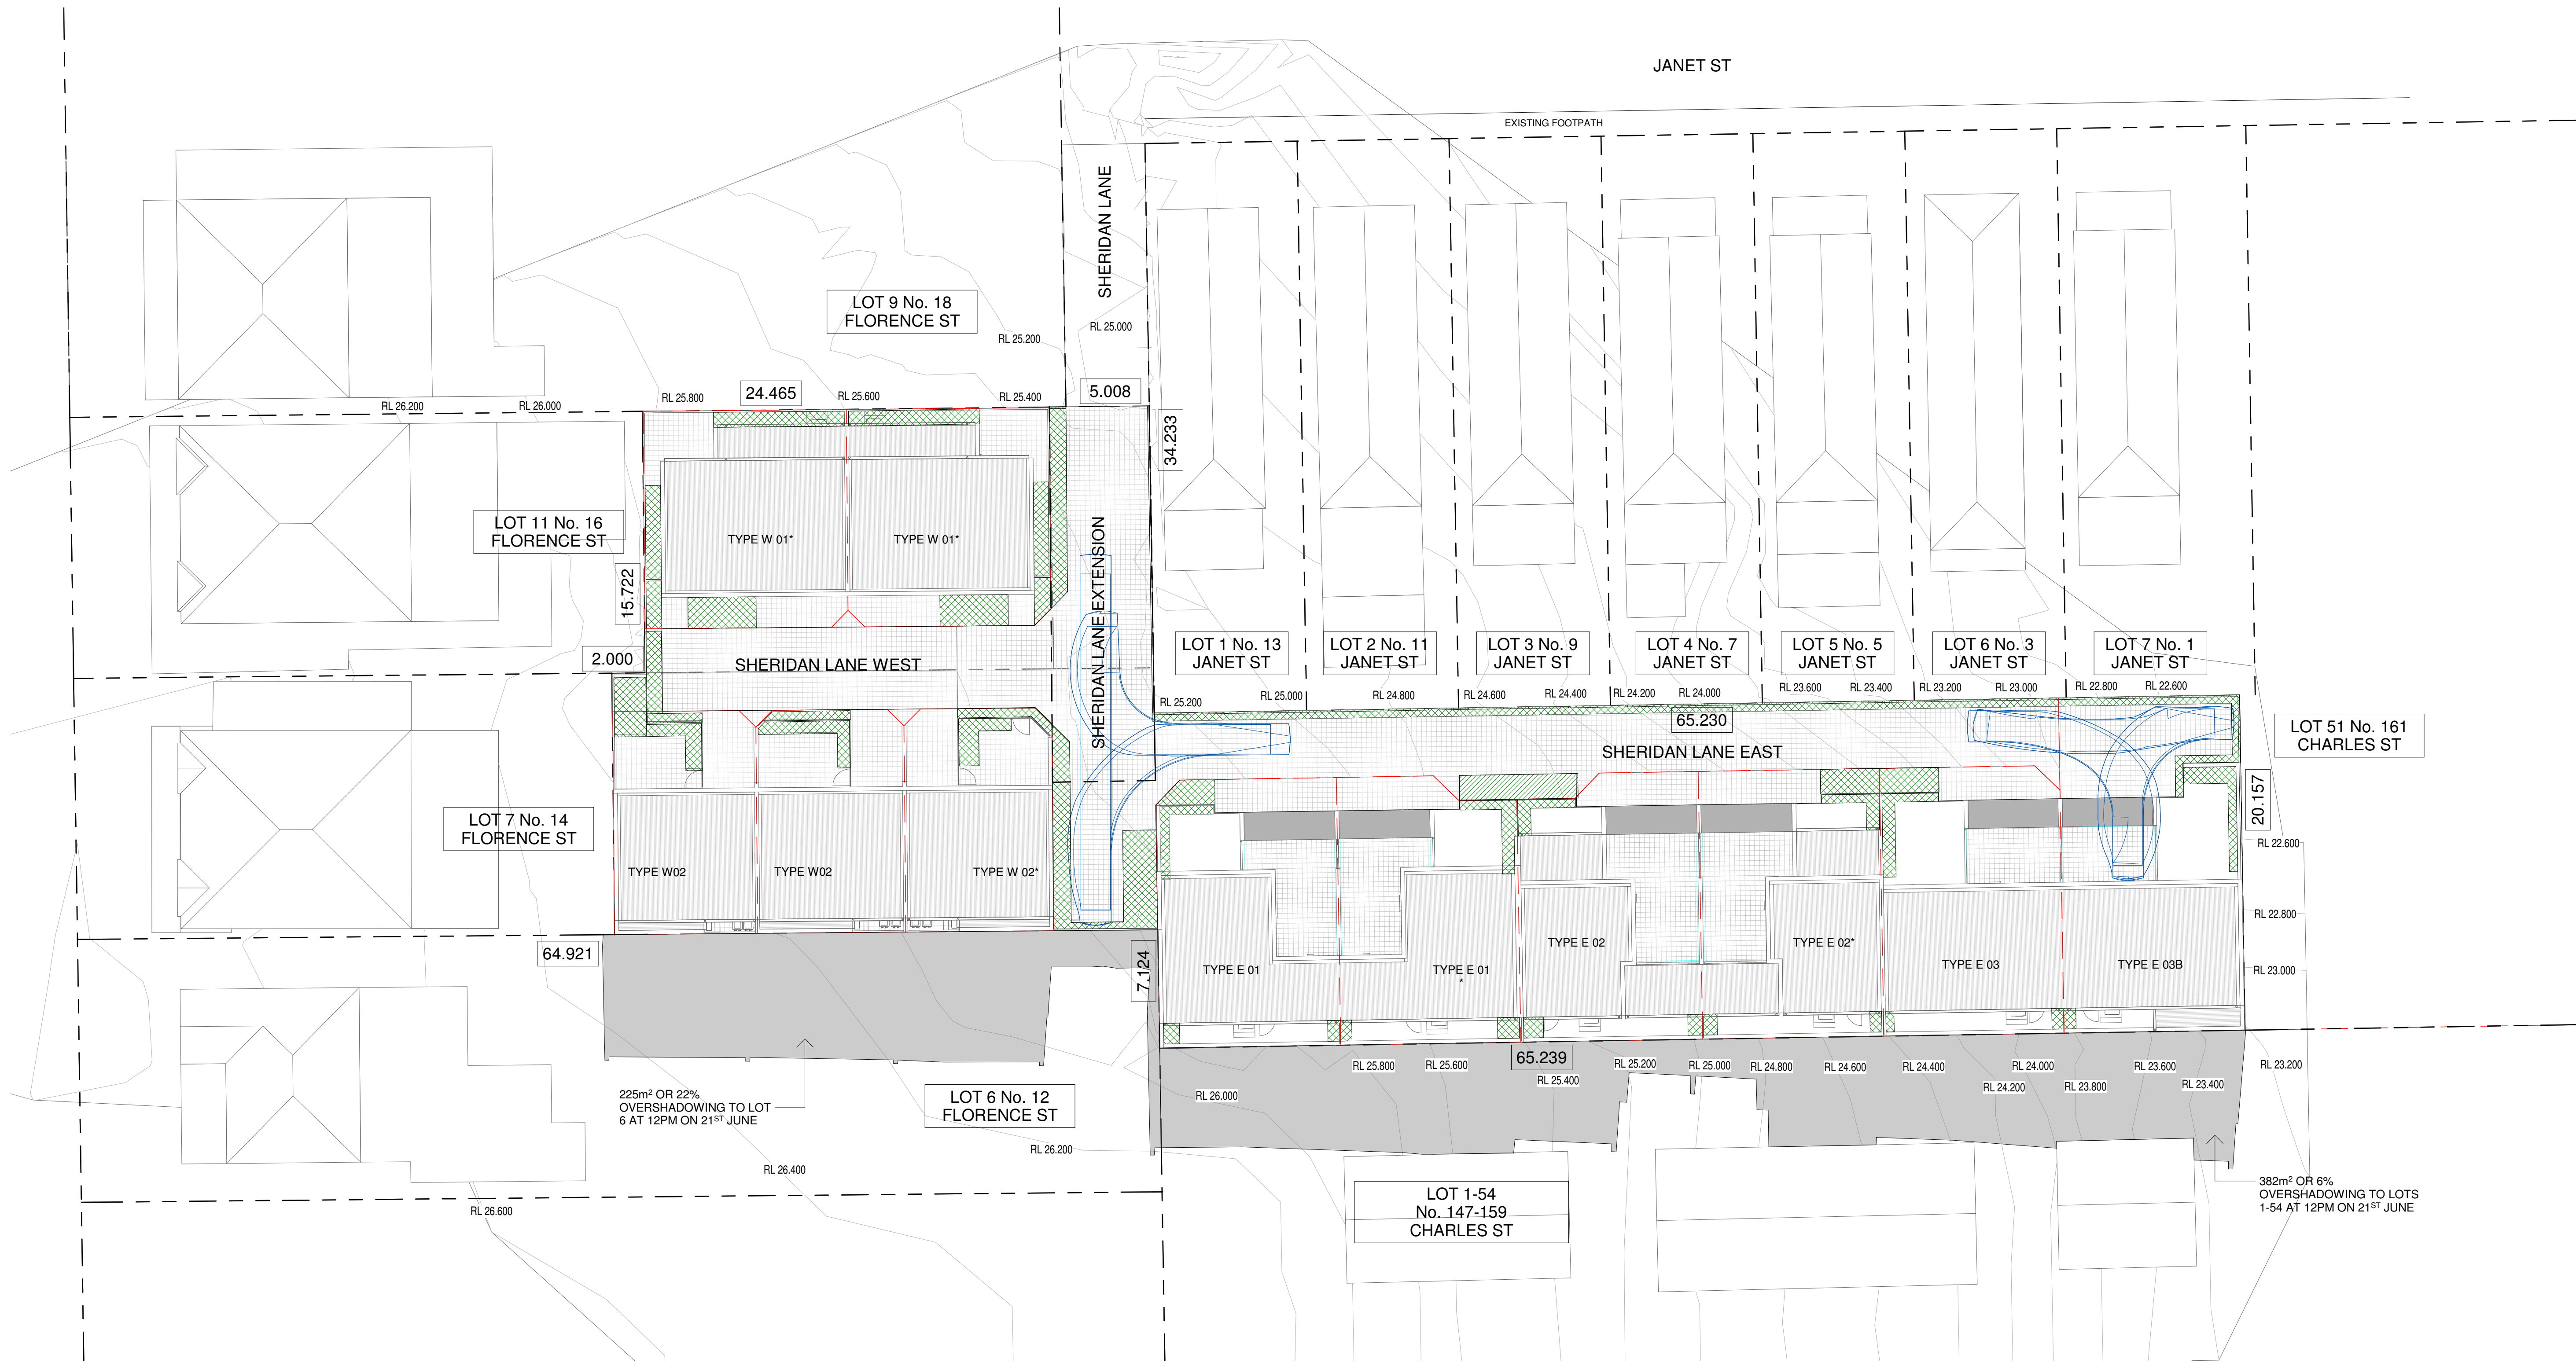 JANET ST
EXISTING FOOTPATH
SHERIDAN LANE
LOT 9 No. 18
FLORENCE ST
RL 25.000
RL 25.200
24.465
5.008
RL 25.800
RL 25.600
RL 25.400
RL 26.200
RL 26.000
34.233
LOT 11 No. 16
FLORENCE ST
TYPE W 01*
TYPE W 01*
SHERIDAN LANE EXTENSION
15.722
2.000
SHERIDAN LANE WEST
LOT 1 No. 13
JANET ST
LOT 2 No. 11
JANET ST
LOT 3 No. 9
JANET ST
LOT 4 No. 7
JANET ST
LOT 5 No. 5
JANET ST
LOT 6 No. 3
JANET ST
LOT 7 No. 1
JANET ST
RL 25.200
RL 25.000
RL 24.800
RL 24.600
RL 24.400
RL 24.200
RL 24.000
RL 23.600
RL 23.400
RL 23.200
RL 23.000
RL 22.800
RL 22.600
65.230
SHERIDAN LANE EAST
LOT 51 No. 161
CHARLES ST
20.157
LOT 7 No. 14
FLORENCE ST
TYPE W02
TYPE W02
TYPE W 02*
RL 22.600
RL 22.800
RL 23.000
TYPE E 01
TYPE E 01
*
TYPE E 02
TYPE E 02*
TYPE E 03
TYPE E 03B
64.921
7.124
65.239
RL 26.000
RL 25.800
RL 25.600
RL 25.400
RL 25.200
RL 25.000
RL 24.800
RL 24.600
RL 24.400
RL 24.200
RL 24.000
RL 23.800
RL 23.600
RL 23.400
RL 23.200
225m² OR 22%
OVERSHADOWING TO LOT
6 AT 12PM ON 21ST JUNE
LOT 6 No. 12
FLORENCE ST
RL 26.200
RL 26.400
RL 26.600
LOT 1-54
No. 147-159
CHARLES ST
382m² OR 6%
OVERSHADOWING TO LOTS
1-54 AT 12PM ON 21ST JUNE